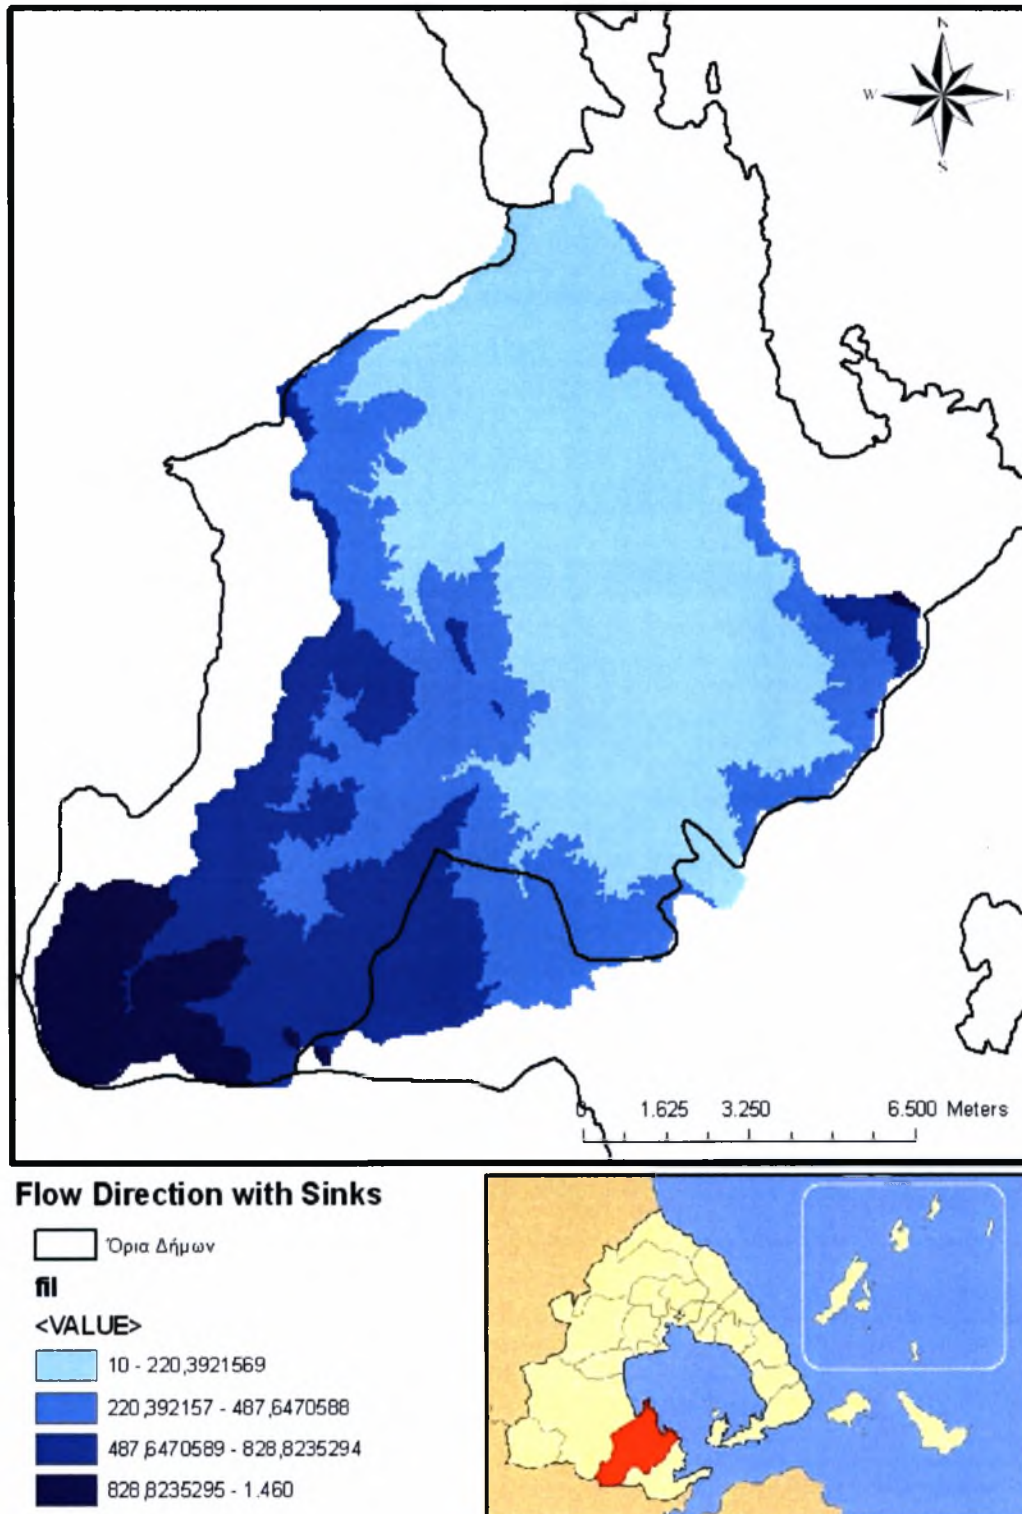 W
S
0 1.625 3.250 6.500 Meters
Flow Direction with Sinks
Όρια Δήμων
fil
<VALUE>
10 - 220,3921569
220,392157 - 487,6470588
487,6470589 - 828,8235294
828,8235295 - 1.460